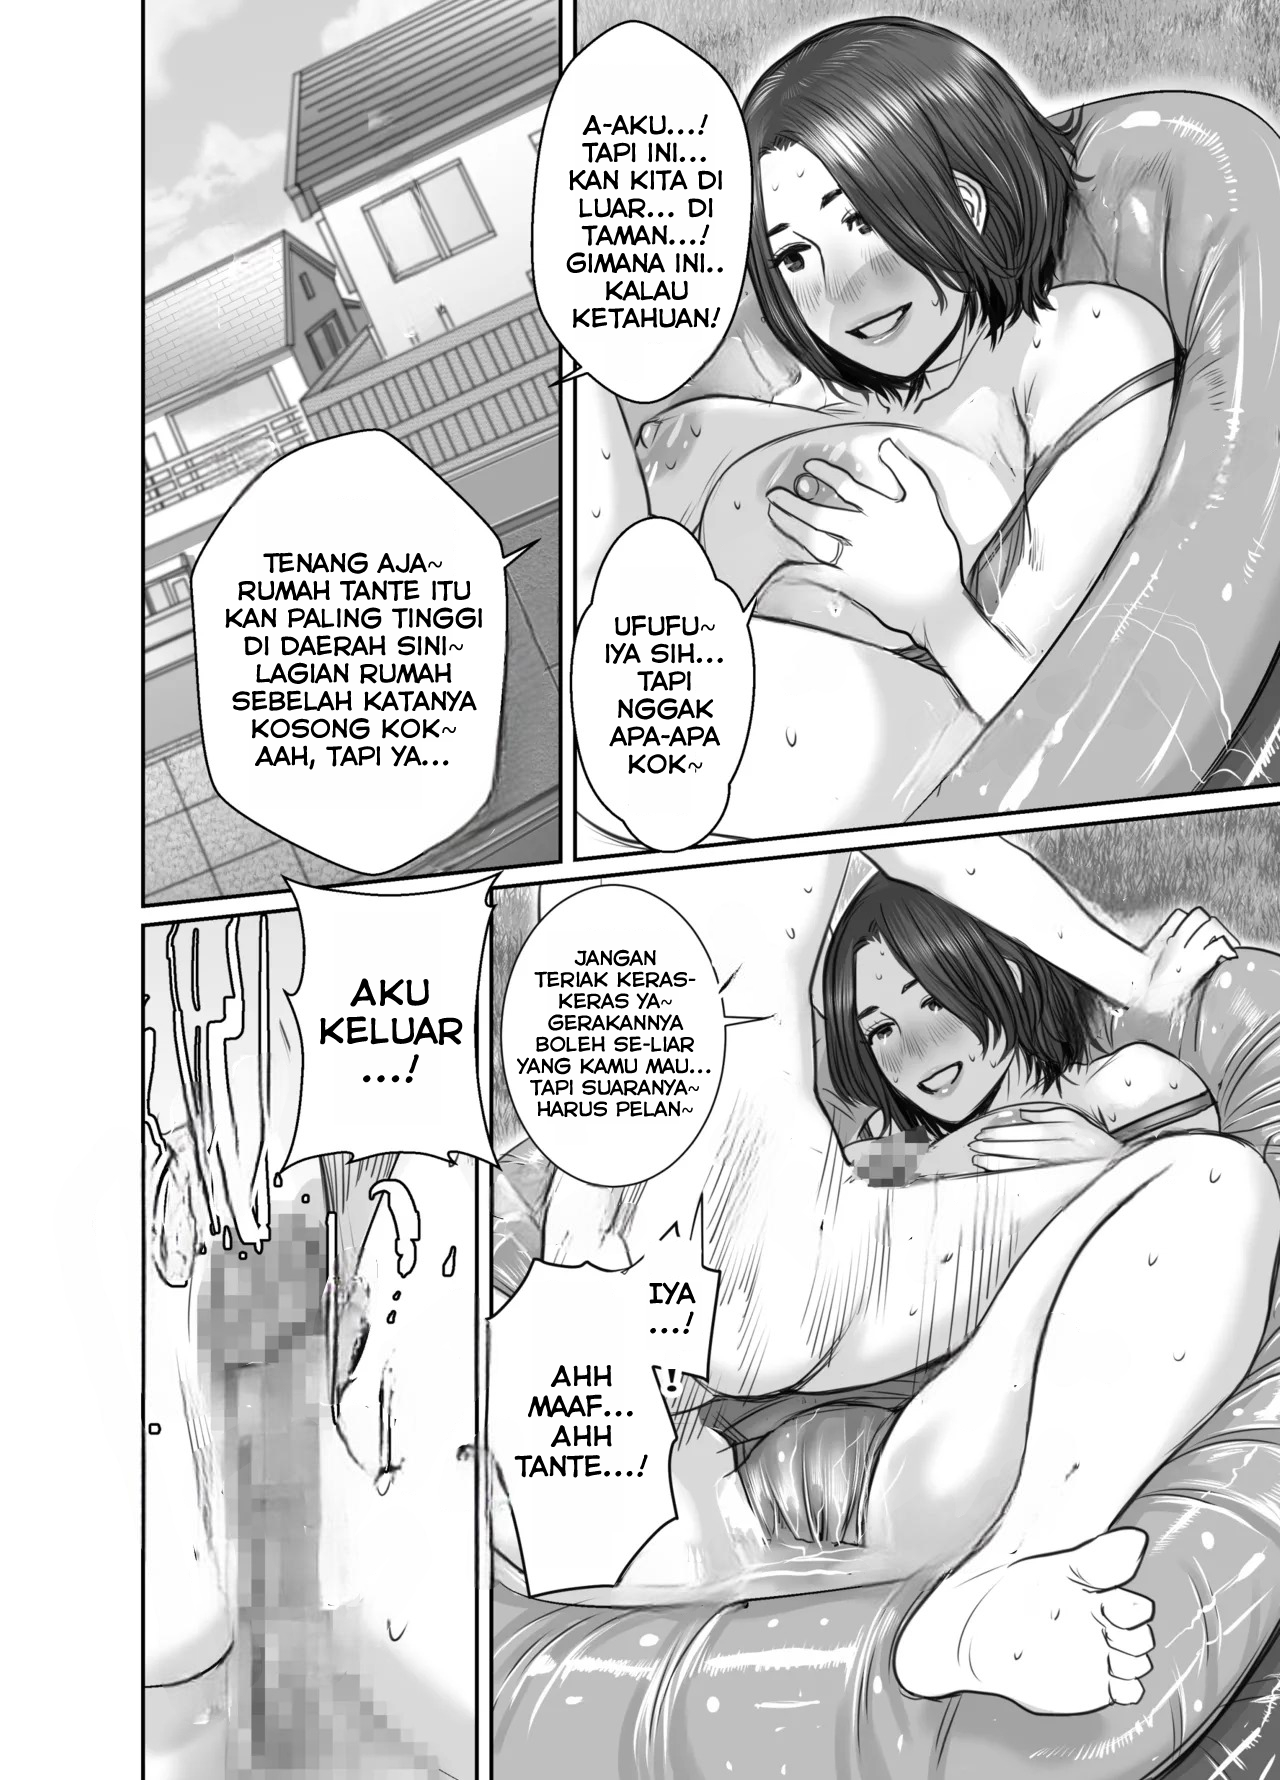 A-AKU...!
TAPI INI...
KAN KITA DI
LUAR... DI
TAMAN...!
GIMANA INI..
KALAU
KETAHUAN!
UFUFU~
IYA SIH...
TAPI
NGGAK
APA-APA
KOK~
TENANG AJA~
RUMAH TANTE ITU
KAN PALING TINGGI
DI DAERAH SINI~
LAGIAN RUMAH
SEBELAH KATANYA
KOSONG KOK~
AAH, TAPI YA...
JANGAN
TERIAK KERAS-
KERAS YA~
GERAKANNYA
BOLEH SE-LIAR
YANG KAMU MAU...
TAPI SUARANYA~
HARUS PELAN~
IYA
...!
!
AHH
MAAF...
AHH
TANTE...!
AKU
KELUAR
...!